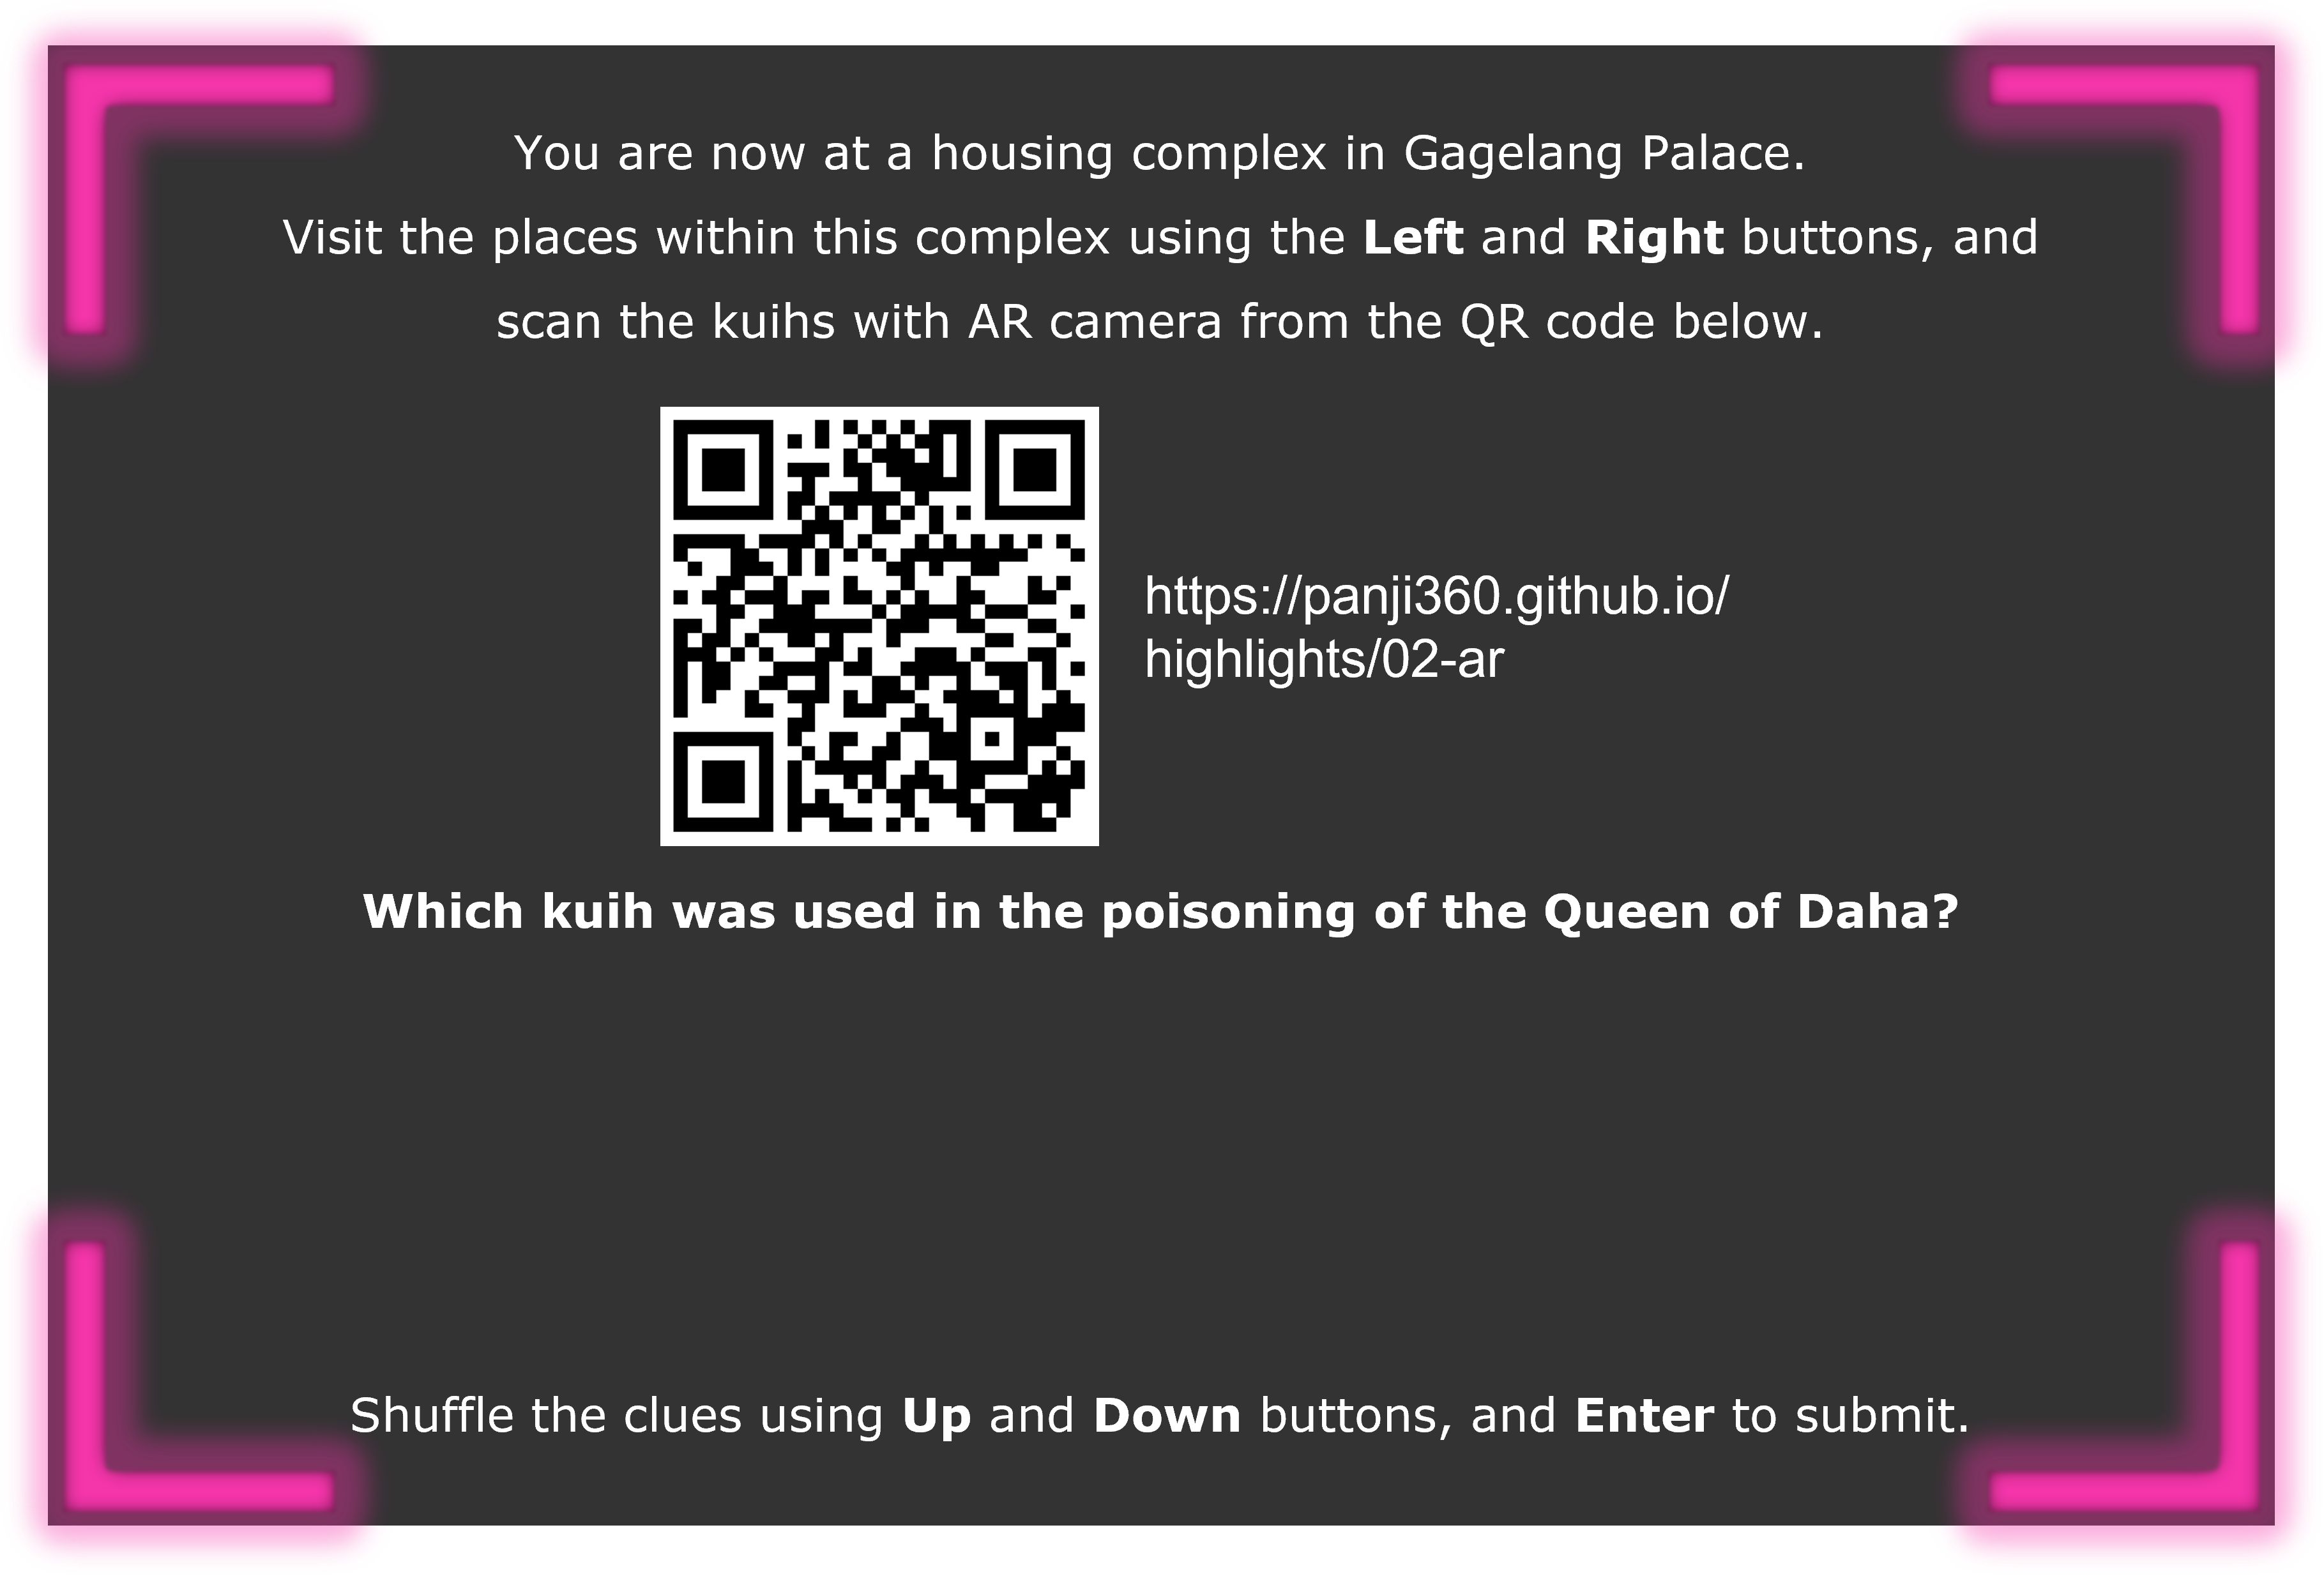 You are now at a housing complex in Gagelang Palace.
Visit the places within this complex using the Left and Right buttons, and
scan the kuihs with AR camera from the QR code below.
https://panji360.github.io/
highlights/02-ar
Which kuih was used in the poisoning of the Queen of Daha?
Shuffle the clues using Up and Down buttons, and Enter to submit.